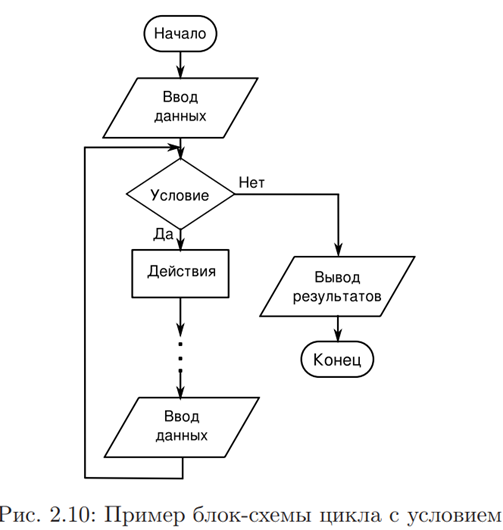 Начало
Ввод
данных
Условие
Нет
Да
Действия
Вывод
результатов
Конец
Ввод
данных
Рис. 2.10: Пример блок-схемы цикла с условием